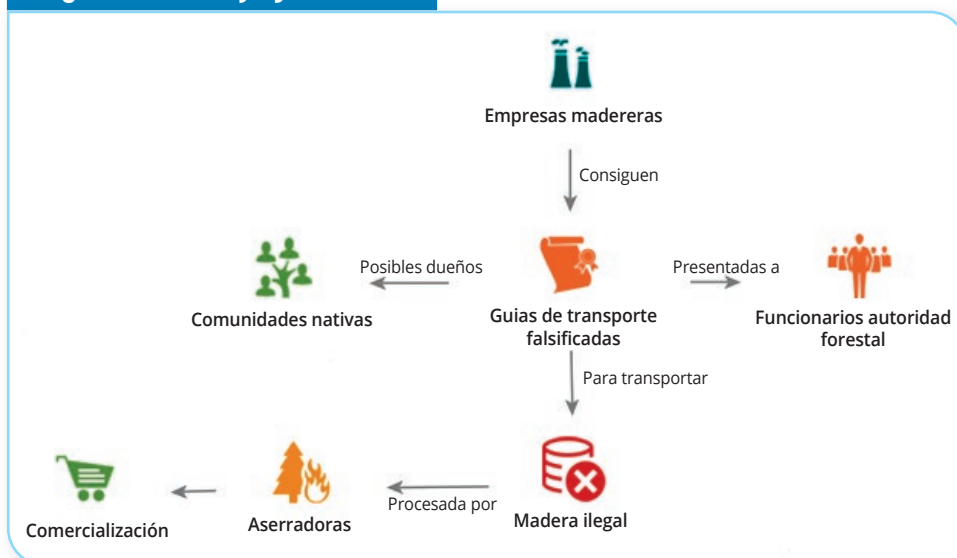 Empresas madereras
Consiguen
Posibles dueños
Presentadas a
Comunidades nativas
Guias de transporte
falsificadas
Funcionarios autoridad
forestal
Para transportar
Procesada por
Comercialización
Aserradoras
Madera ilegal